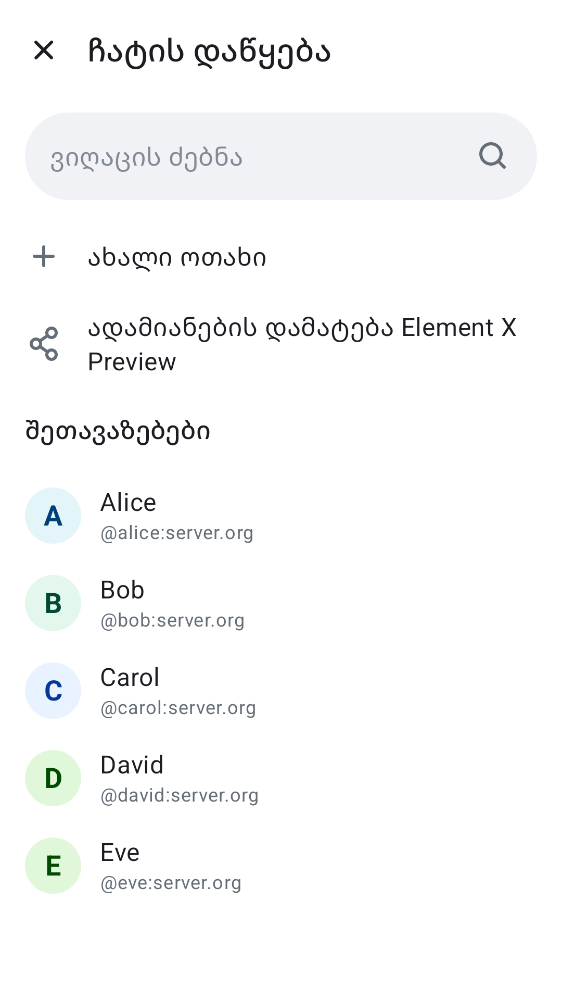 ჩატის დაწყება
ვიღაცის ძებნა
ახალი ოთახი
ადამიანების დამატება Element X
Preview
შეთავაზებები
A
Alice
@alice:server.org
B
Bob
@bob:server.org
C
Carol
@carol:server.org
D
David
@david:server.org
E
Eve
@eve:server.org